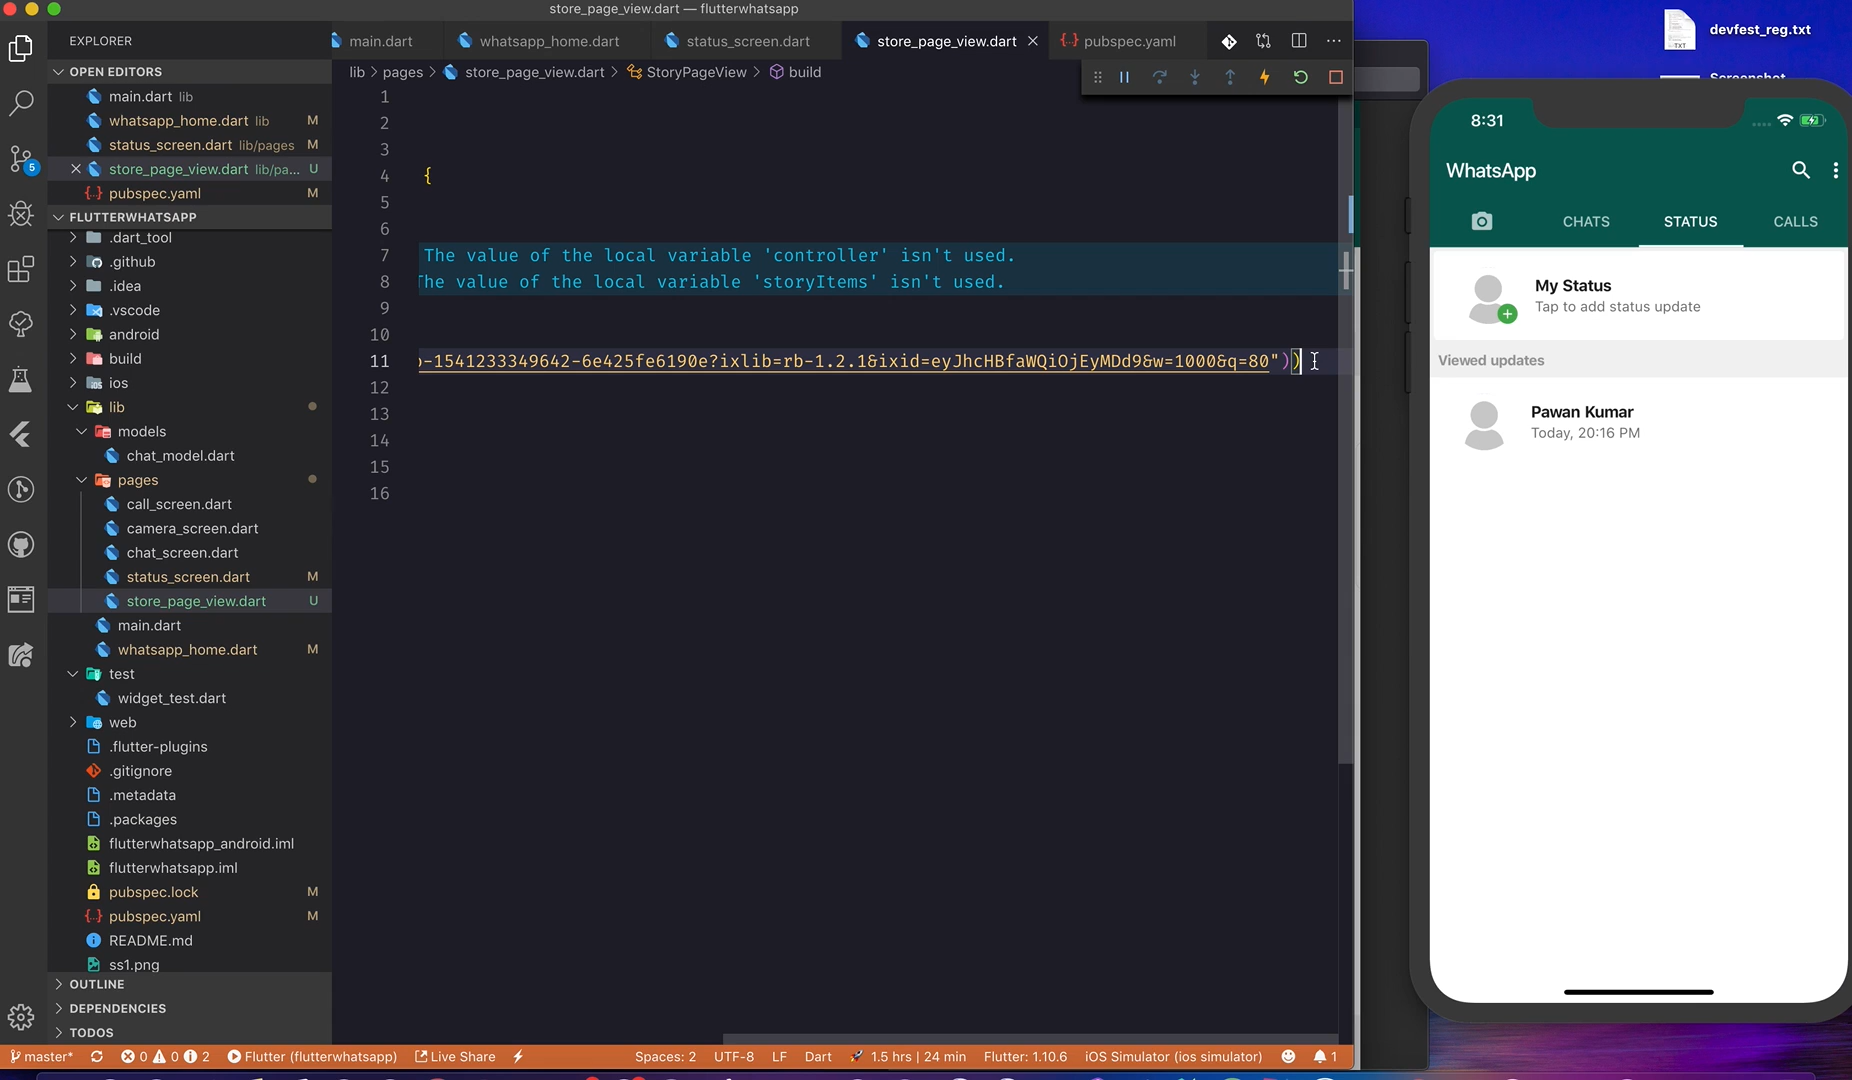 store_page_view.dart — flutterwhatsapp
devfest_reg.txt
TXT
Screenshot
EXPLORER
main.dart
whatsapp_home.dart
status_screen.dart
store_page_view.dart
pubspec.yaml
lib > pages > store_page_view.dart > StoryPageView > build
OPEN EDITORS
main.dart lib
whatsapp_home.dart lib M
status_screen.dart lib/pages M
store_page_view.dart lib/pa... U
pubspec.yaml M
FLUTTERWHATSAPP
.dart_tool
.github
.idea
.vscode
android
build
ios
lib
models
chat_model.dart
pages
call_screen.dart
camera_screen.dart
chat_screen.dart
status_screen.dart M
store_page_view.dart U
main.dart
whatsapp_home.dart M
test
widget_test.dart
web
.flutter-plugins
.gitignore
.metadata
.packages
flutterwhatsapp_android.iml
flutterwhatsapp.iml
pubspec.lock M
pubspec.yaml M
README.md
ss1.png
OUTLINE
DEPENDENCIES
TODOS
5
1
2
3
4 {
5
6
7 The value of the local variable 'controller' isn't used.
8 The value of the local variable 'storyItems' isn't used.
9
10
11 -1541233349642-6e425fe6190e?ixlib=rb-1.2.1&ixid=eyJhcHBfaWQiOjEyMDd9&w=1000&q=80"))
12
13
14
15
16
8:31
WhatsApp
CHATS STATUS CALLS
My Status
Tap to add status update
Viewed updates
Pawan Kumar
Today, 20:16 PM
master* 0 0 2 Flutter (flutterwhatsapp) Live Share Spaces: 2 UTF-8 LF Dart 1.5 hrs | 24 min Flutter: 1.10.6 iOS Simulator (ios simulator) 1